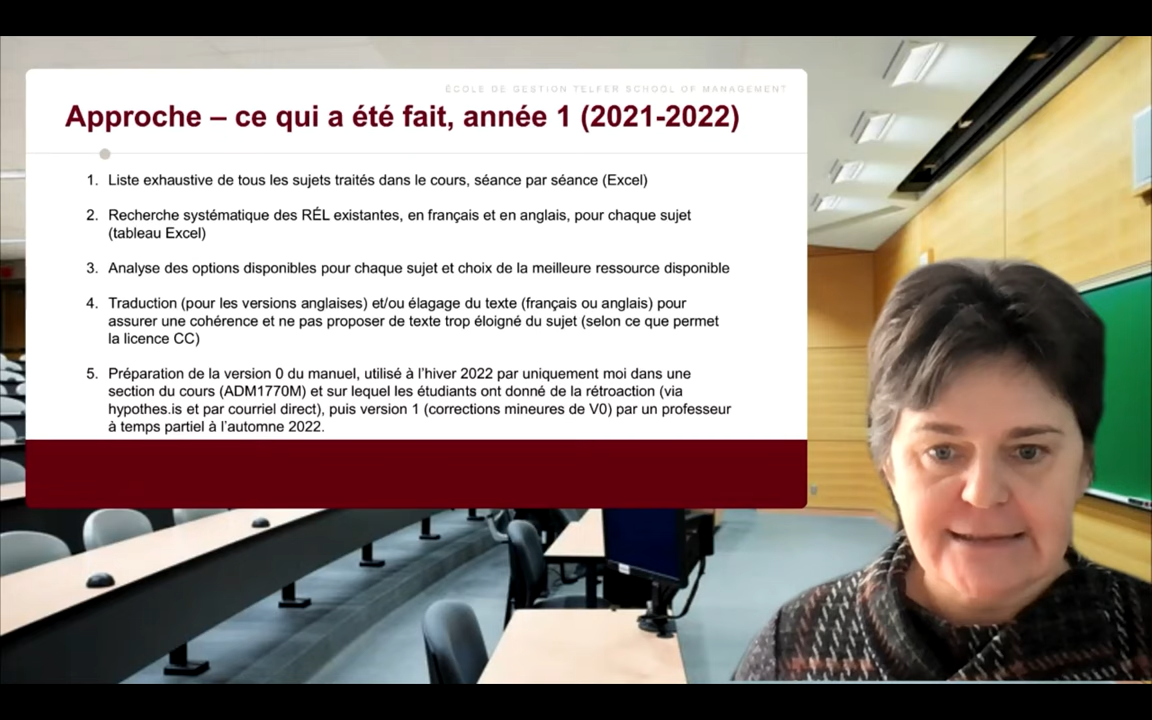 ÉCOLE DE GESTION TELFER SCHOOL OF MANAGEMENT
Approche – ce qui a été fait, année 1 (2021-2022)
1. Liste exhaustive de tous les sujets traités dans le cours, séance par séance (Excel)
2. Recherche systématique des RÉL existantes, en français et en anglais, pour chaque sujet
(tableau Excel)
3. Analyse des options disponibles pour chaque sujet et choix de la meilleure ressource disponible
4. Traduction (pour les versions anglaises) et/ou élagage du texte (français ou anglais) pour
assurer une cohérence et ne pas proposer de texte trop éloigné du sujet (selon ce que permet
la licence CC)
5. Préparation de la version 0 du manuel, utilisé à l'hiver 2022 par uniquement moi dans une
section du cours (ADM1770M) et sur lequel les étudiants ont donné de la rétroaction (via
hypothes.is et par courriel direct), puis version 1 (corrections mineures de V0) par un professeur
à temps partiel à l'automne 2022.